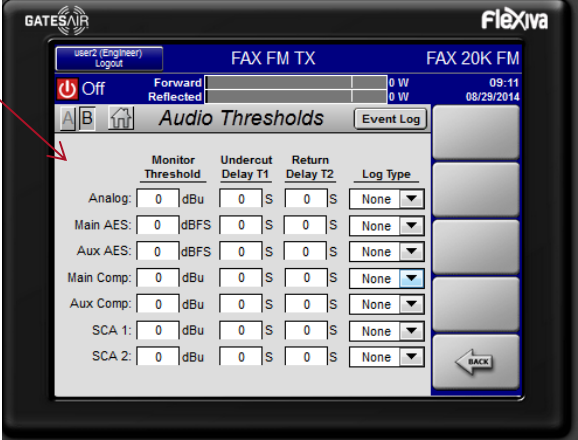 GATESAIR
Flexiva
user2 (Engineer)
Logout
FAX FM TX
FAX 20K FM
Off
Forward
0 W
09:11
Reflected
0 W
08/29/2014
A B
Audio Thresholds
Event Log
Monitor Threshold
Undercut Delay T1
Return Delay T2
Log Type
Analog: 0 dBu 0 S 0 S None
Main AES: 0 dBFS 0 S 0 S None
Aux AES: 0 dBFS 0 S 0 S None
Main Comp: 0 dBu 0 S 0 S None
Aux Comp: 0 dBu 0 S 0 S None
SCA 1: 0 dBu 0 S 0 S None
SCA 2: 0 dBu 0 S 0 S None
BACK